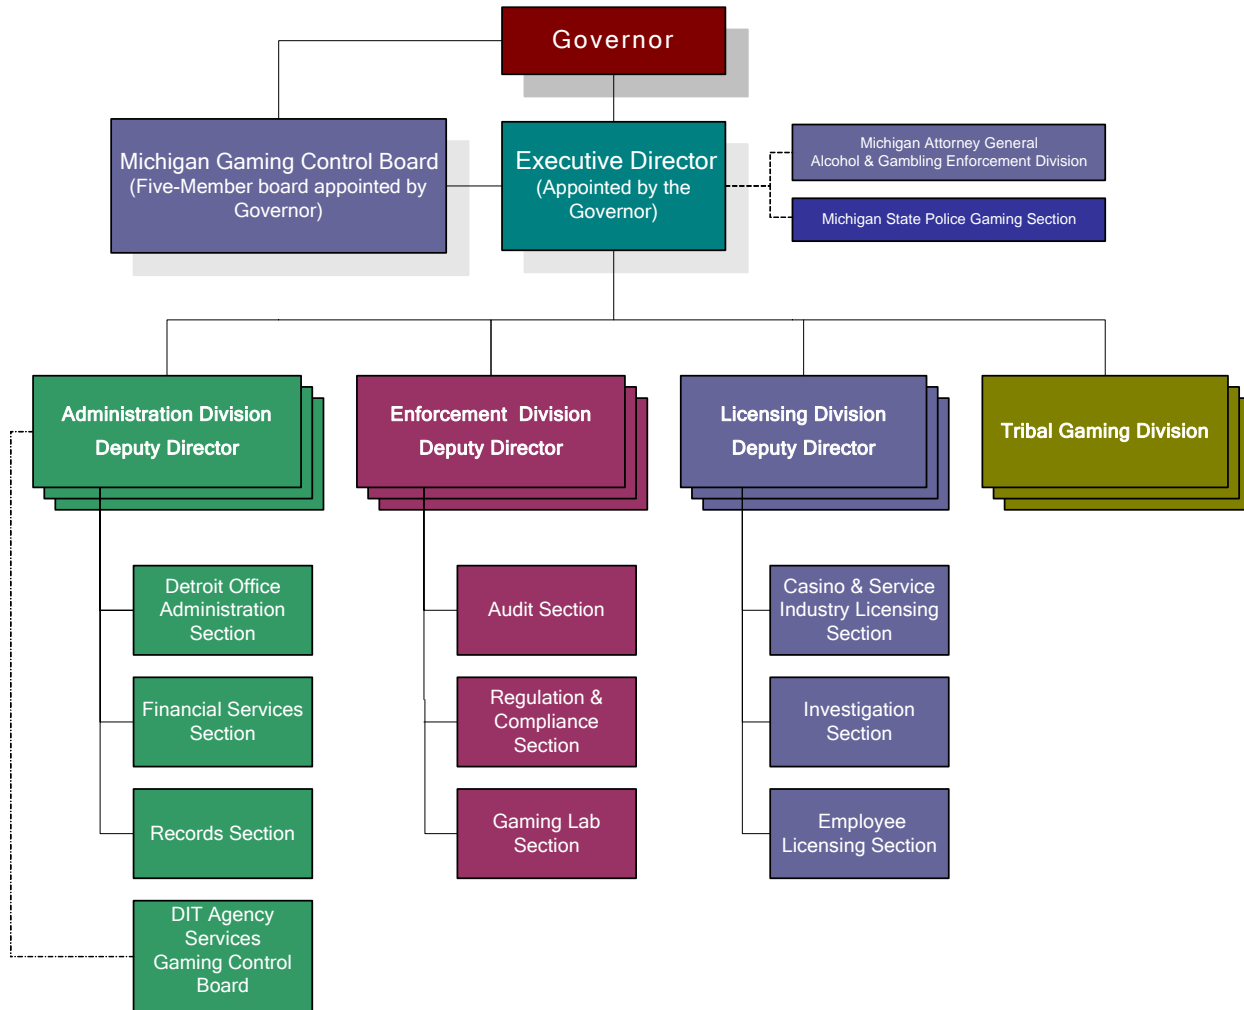 Governor
Michigan Gaming Control Board
(Five-Member board appointed by
Governor)
Executive Director
(Appointed by the
Governor)
Michigan Attorney General
Alcohol & Gambling Enforcement Division
Michigan State Police Gaming Section
Administration Division
Deputy Director
Enforcement Division
Deputy Director
Licensing Division
Deputy Director
Tribal Gaming Division
Detroit Office
Administration
Section
Financial Services
Section
Records Section
DIT Agency
Services
Gaming Control
Board
Audit Section
Regulation &
Compliance
Section
Gaming Lab
Section
Casino & Service
Industry Licensing
Section
Investigation
Section
Employee
Licensing Section